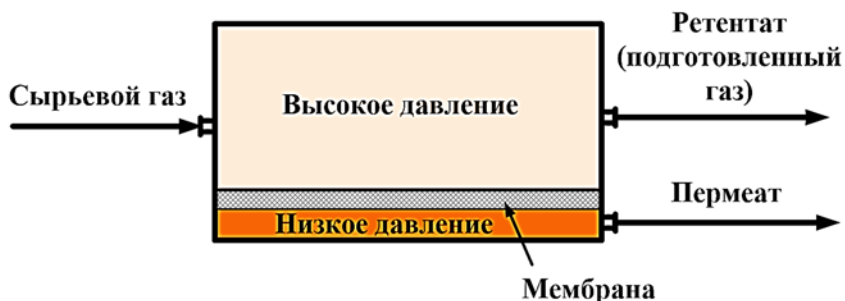 Ретентат
(подготовленный
газ)
Сырьевой газ
Высокое давление
Пермеат
Низкое давление
Мембрана